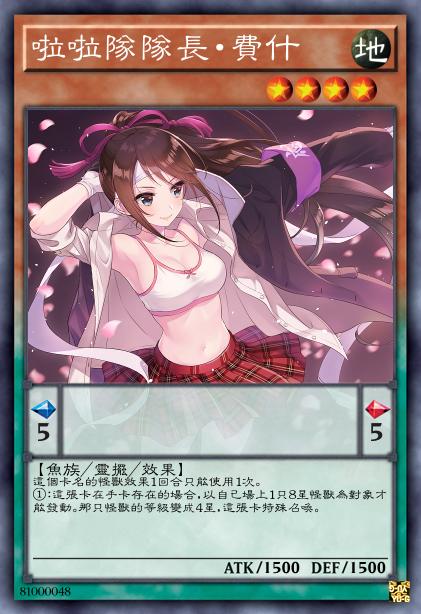 啦啦隊隊長·費什
地
5
5
【魚族/靈擺/效果】
這個卡名的怪獸效果1回合只能使用1次。
①:這張卡在手卡存在的場合,以自己場上1只8星怪獸為對象才
能發動。那只怪獸的等級變成4星,這張卡特殊召喚。
ATK/1500 DEF/1500
81000048